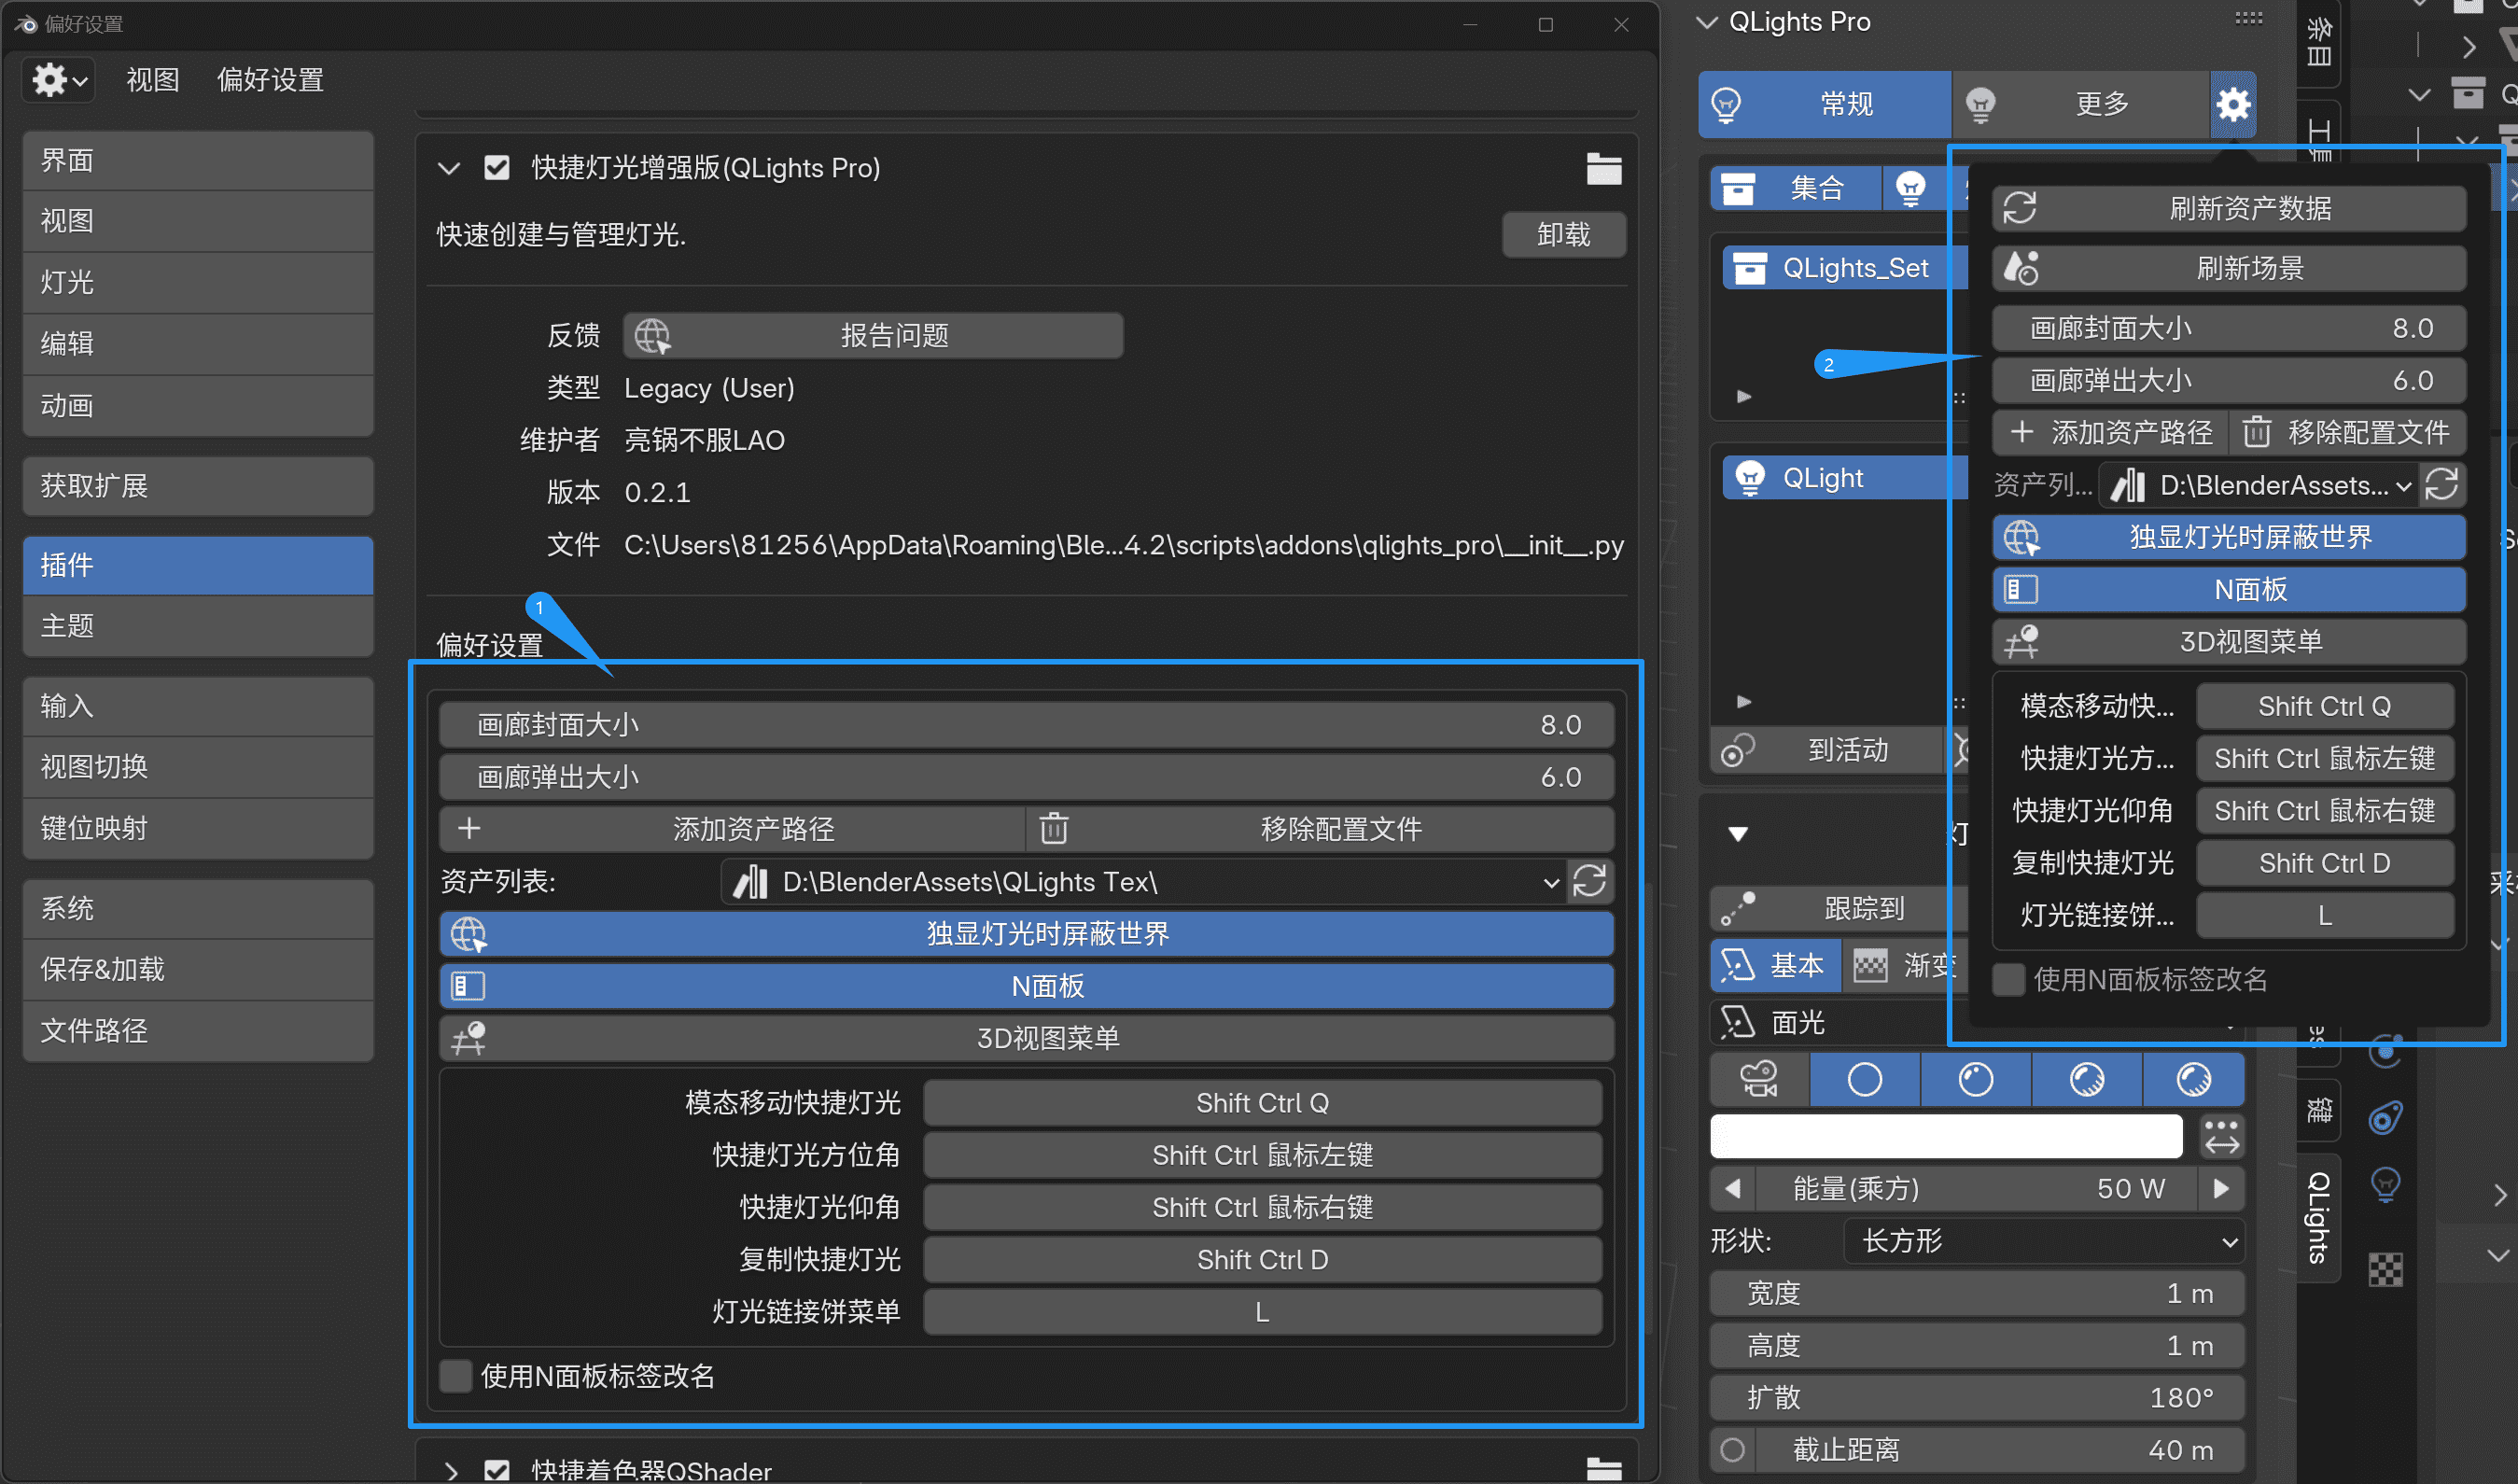 偏好设置
视图 偏好设置
界面
视图
灯光
编辑
动画
获取扩展
插件
主题
输入
视图切换
键位映射
系统
保存&加载
文件路径
快捷灯光增强版(QLights Pro)
快速创建与管理灯光.
卸载
反馈 报告问题
类型 Legacy (User)
维护者 亮锅不服LAO
版本 0.2.1
文件 C:\Users\81256\AppData\Roaming\Ble...4.2\scripts\addons\qlights_pro\__init__.py
1
偏好设置
画廊封面大小 8.0
画廊弹出大小 6.0
添加资产路径 移除配置文件
资产列表: D:\BlenderAssets\QLights Tex\
独显灯光时屏蔽世界
N面板
3D视图菜单
模态移动快捷灯光 Shift Ctrl Q
快捷灯光方位角 Shift Ctrl 鼠标左键
快捷灯光仰角 Shift Ctrl 鼠标右键
复制快捷灯光 Shift Ctrl D
灯光链接饼菜单 L
使用N面板标签改名
快捷着色器QShader
QLights Pro
常规 更多
集合
QLights_Set
2
QLight
到活动
跟踪到
基本 渐变
面光
能量(乘方) 50 W
形状: 长方形
宽度 1 m
高度 1 m
扩散 180°
截止距离 40 m
刷新资产数据
刷新场景
画廊封面大小 8.0
画廊弹出大小 6.0
添加资产路径 移除配置文件
资产列... D:\BlenderAssets...
独显灯光时屏蔽世界
N面板
3D视图菜单
模态移动快... Shift Ctrl Q
快捷灯光方... Shift Ctrl 鼠标左键
快捷灯光仰角 Shift Ctrl 鼠标右键
复制快捷灯光 Shift Ctrl D
灯光链接饼... L
使用N面板标签改名
条目
键
QLights